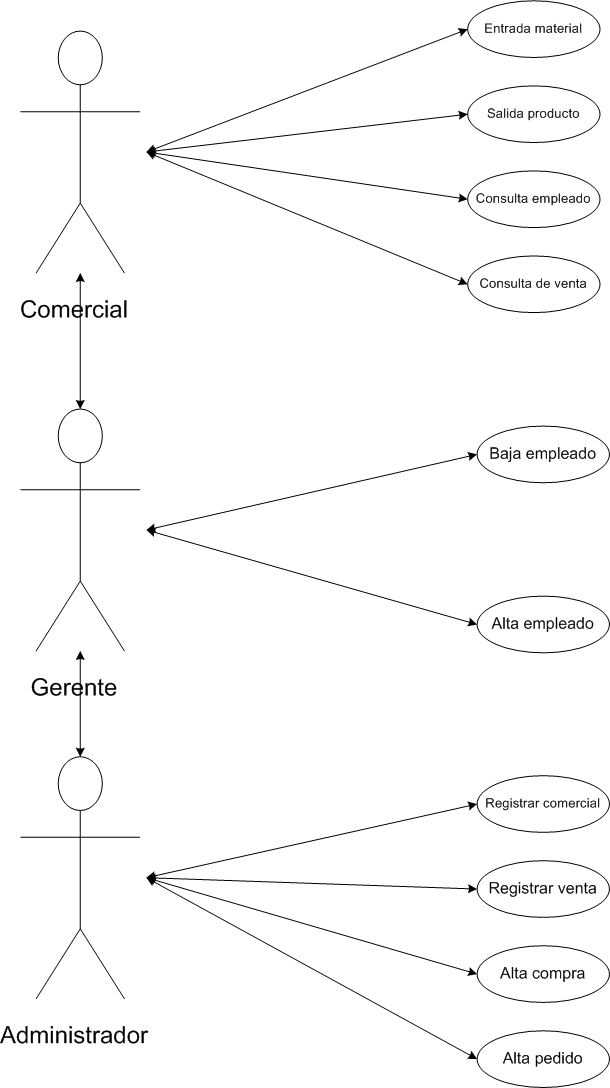 Entrada material
Salida producto
Consulta empleado
Consulta de venta
Comercial
Baja empleado
Alta empleado
Gerente
Registrar comercial
Registrar venta
Alta compra
Alta pedido
Administrador